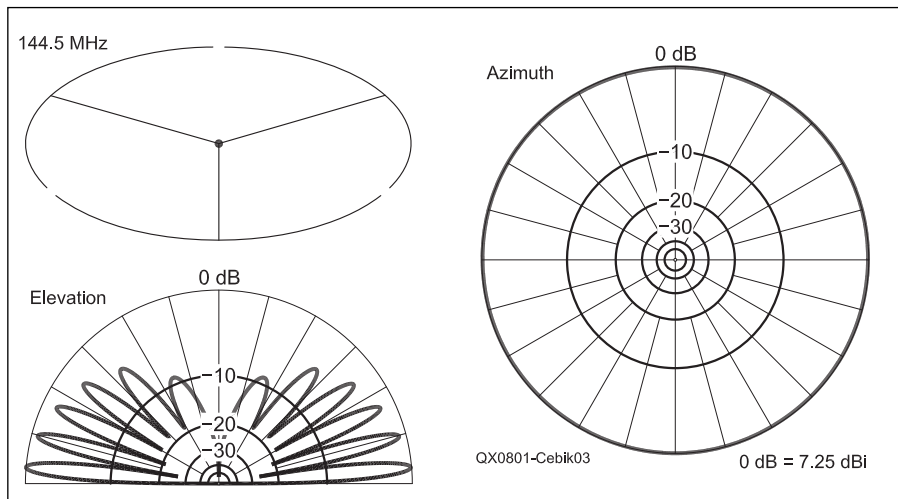 144.5 MHz
0 dB
Azimuth
−10
−20
−30
Elevation
0 dB
−10
−20
−30
QX0801-Cebik03
0 dB = 7.25 dBi